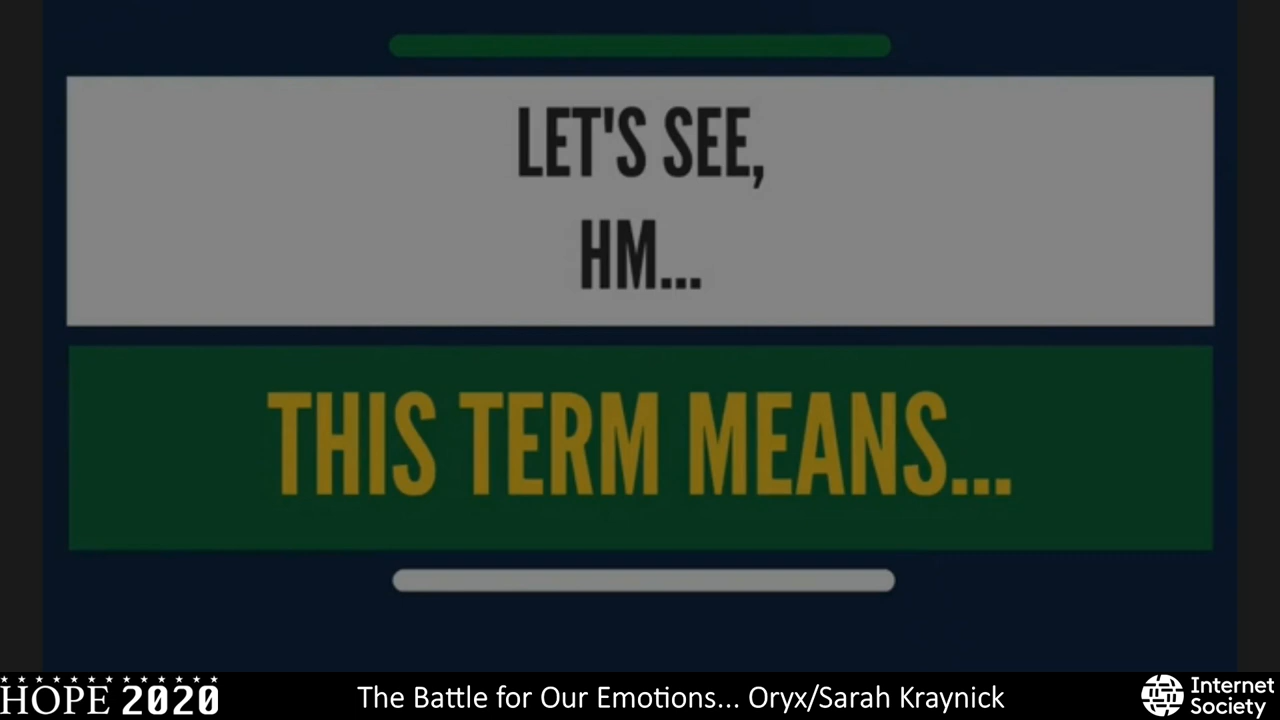 LET'S SEE,
HM...
THIS TERM MEANS...
HOPE 2020
The Battle for Our Emotions... Oryx/Sarah Kraynick
Internet
Society